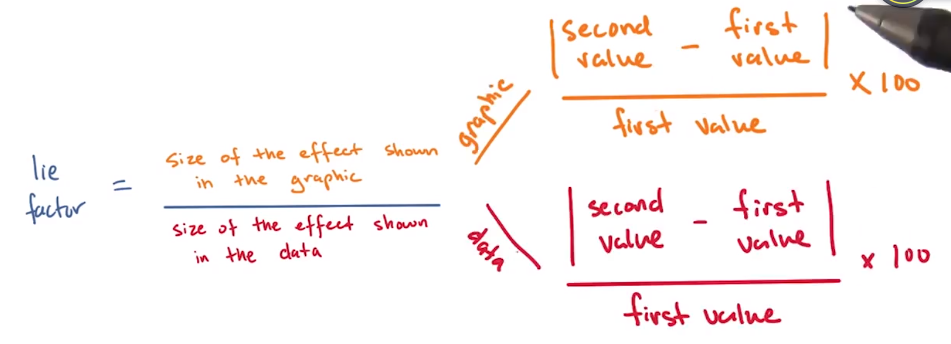 lie
factor
=
size of the effect shown
in the graphic
size of the effect shown
in the data
graphic
|second value - first value|
first value
× 100
data
|second value - first value|
first value
× 100